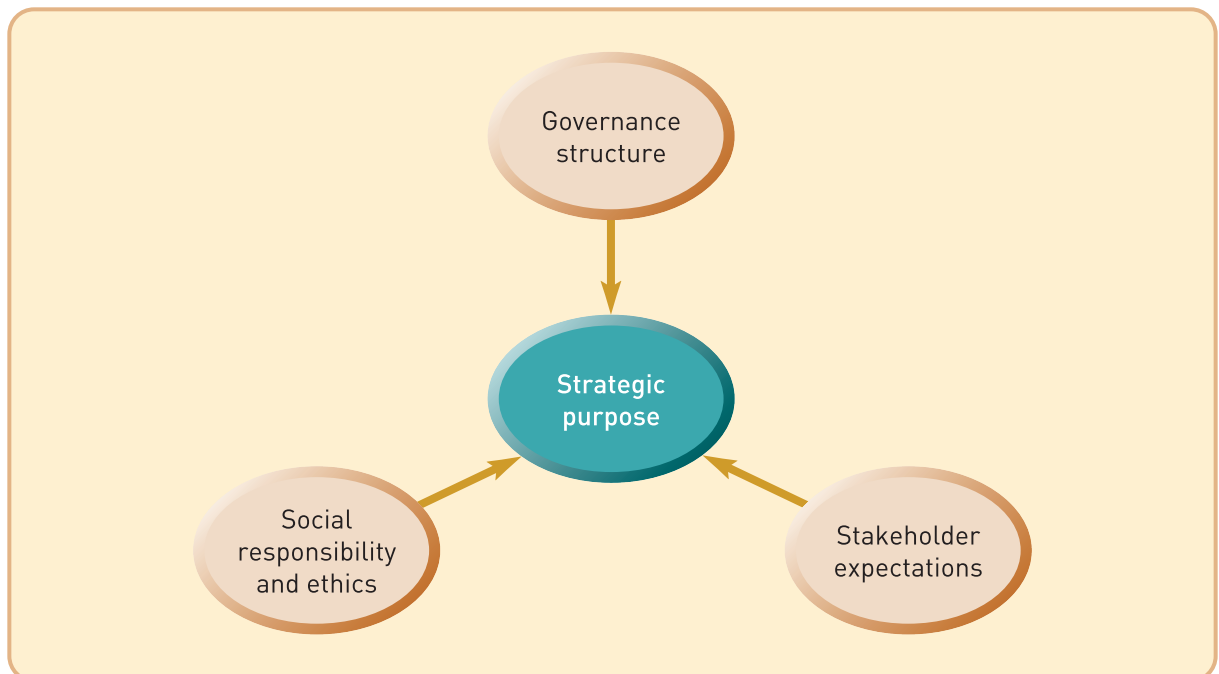 Governance
structure
Strategic
purpose
Social
responsibility
and ethics
Stakeholder
expectations